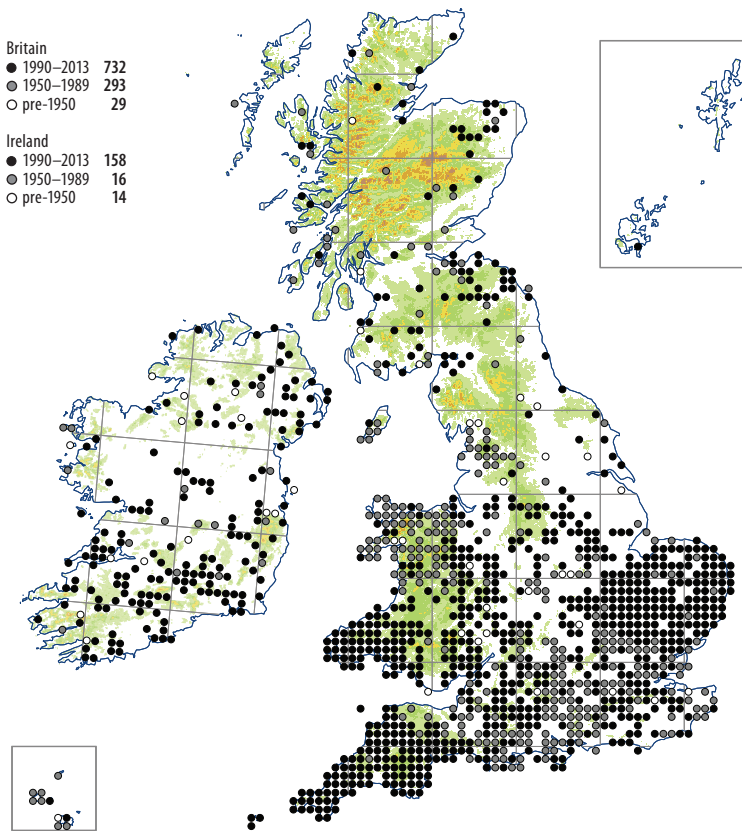 Britain
1990–2013 732
1950–1989 293
pre-1950 29
Ireland
1990–2013 158
1950–1989 16
pre-1950 14